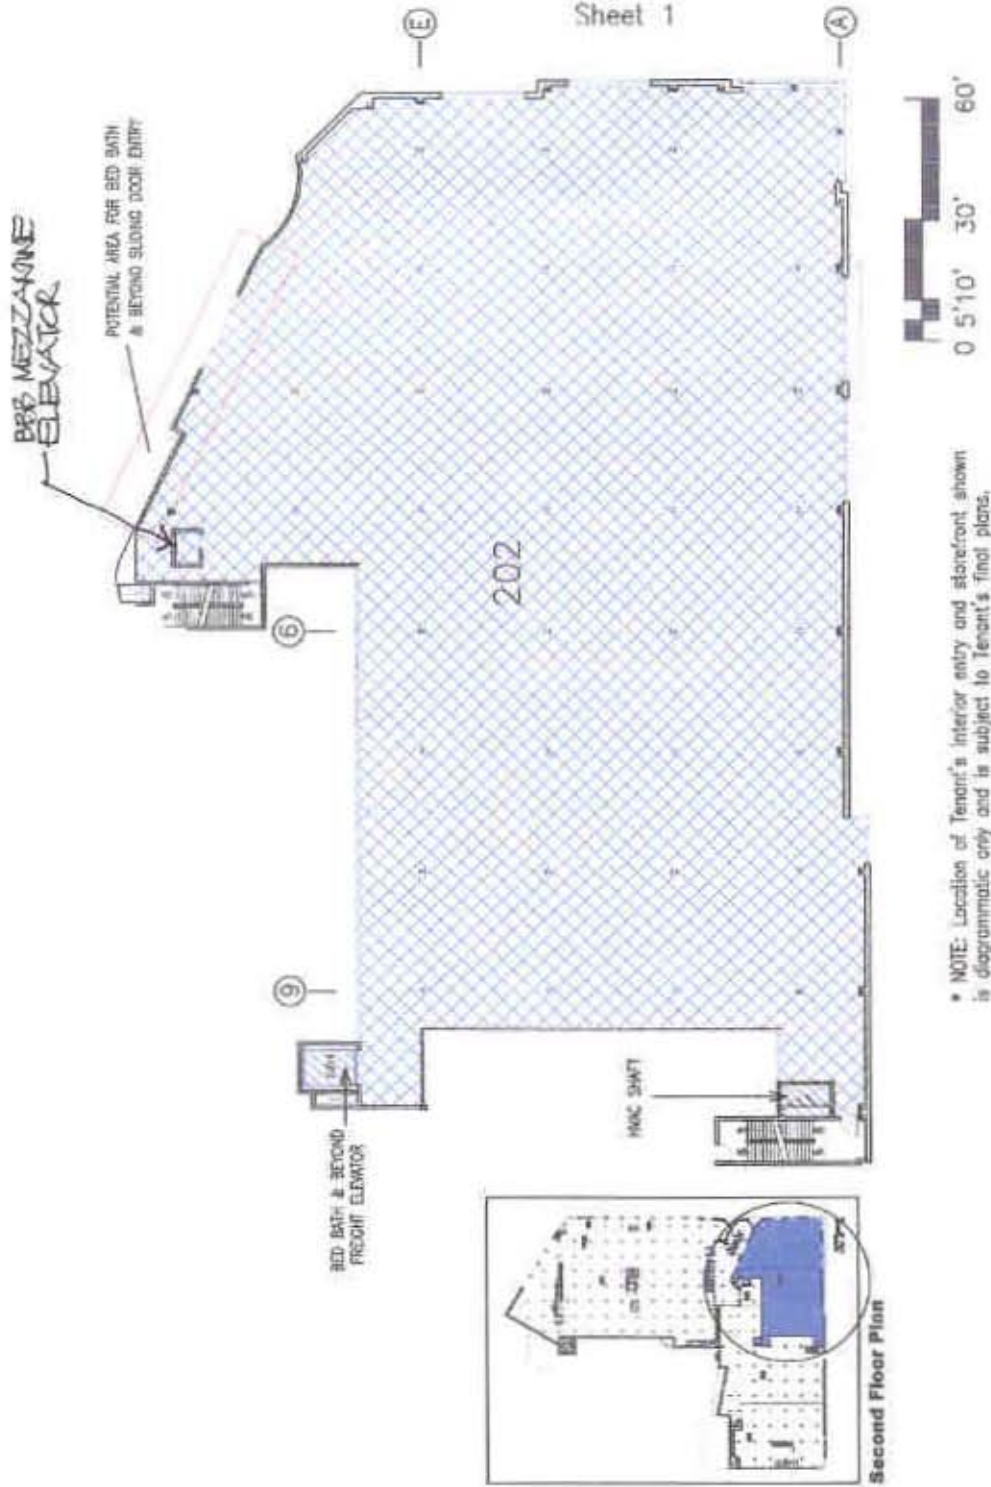 Sheet 1
BBB MEZZANINE
ELEVATOR
POTENTIAL AREA FOR BED BATH
& BEYOND SLIDING DOOR ENTRY
E
A
6
9
202
BED BATH & BEYOND
FREIGHT ELEVATOR
HVAC SHAFT
0 5'10' 30' 60'
* NOTE: Location of Tenant's interior entry and storefront shown
is diagrammatic only and is subject to Tenant's final plans.
Second Floor Plan